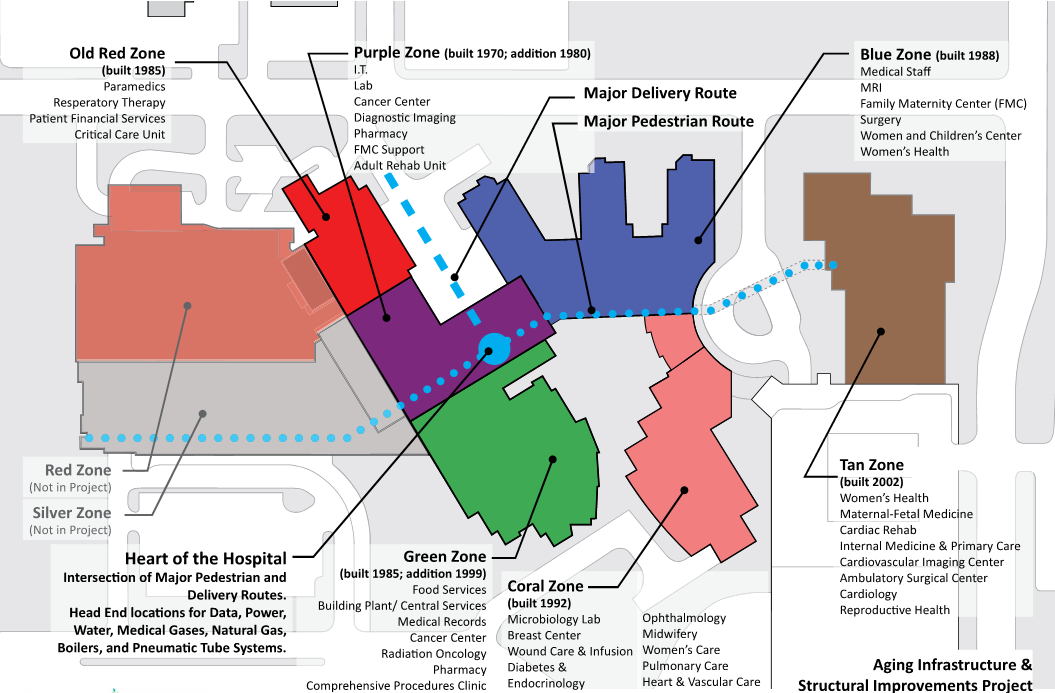 Old Red Zone
(built 1985)
Paramedics
Resperatory Therapy
Patient Financial Services
Critical Care Unit
Purple Zone (built 1970; addition 1980)
I.T.
Lab
Cancer Center
Diagnostic Imaging
Pharmacy
FMC Support
Adult Rehab Unit
Major Delivery Route
Major Pedestrian Route
Blue Zone (built 1988)
Medical Staff
MRI
Family Maternity Center (FMC)
Surgery
Women and Children's Center
Women's Health
Red Zone
(Not in Project)
Silver Zone
(Not in Project)
Heart of the Hospital
Intersection of Major Pedestrian and
Delivery Routes.
Head End locations for Data, Power,
Water, Medical Gases, Natural Gas,
Boilers, and Pneumatic Tube Systems.
Green Zone
(built 1985; addition 1999)
Food Services
Building Plant/ Central Services
Medical Records
Cancer Center
Radiation Oncology
Pharmacy
Comprehensive Procedures Clinic
Coral Zone
(built 1992)
Microbiology Lab
Breast Center
Wound Care & Infusion
Diabetes &
Endocrinology
Ophthalmology
Midwifery
Women's Care
Pulmonary Care
Heart & Vascular Care
Tan Zone
(built 2002)
Women's Health
Maternal-Fetal Medicine
Cardiac Rehab
Internal Medicine & Primary Care
Cardiovascular Imaging Center
Ambulatory Surgical Center
Cardiology
Reproductive Health
Aging Infrastructure &
Structural Improvements Project